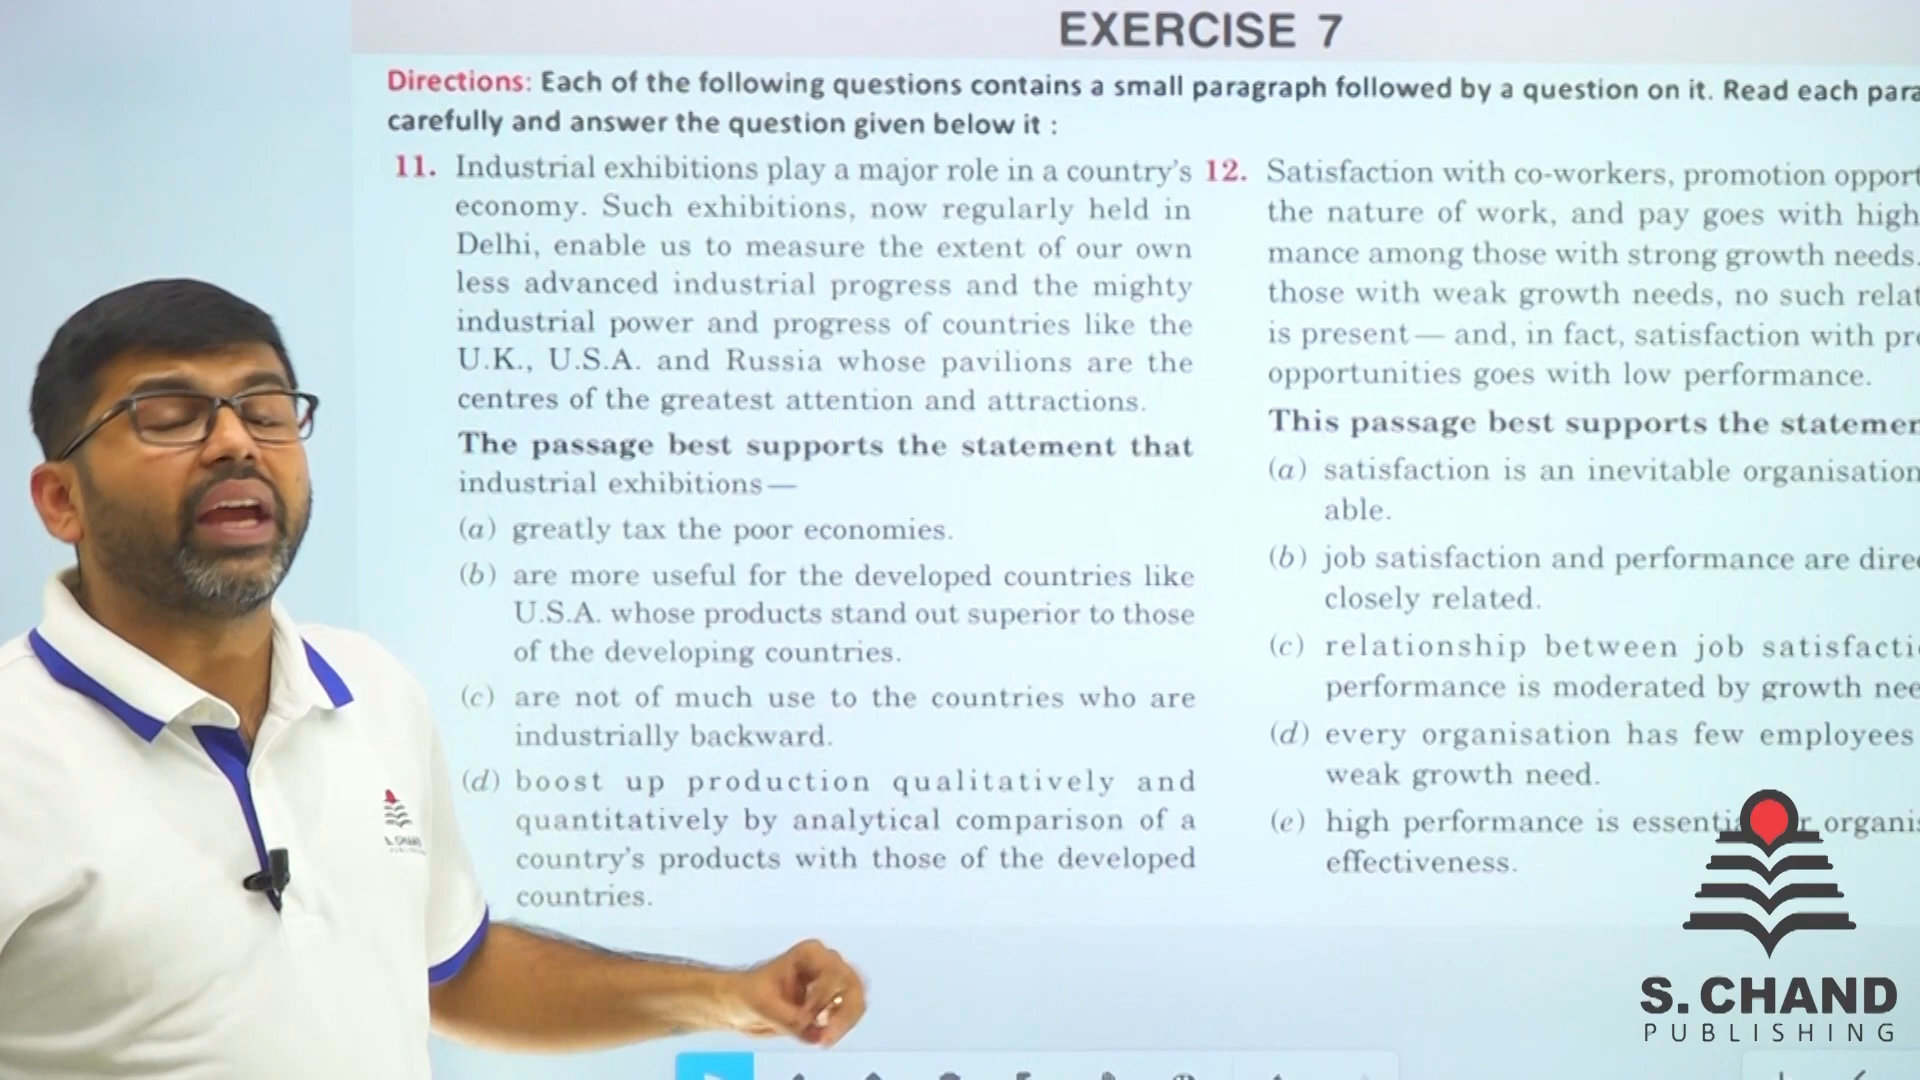 EXERCISE 7
Directions: Each of the following questions contains a small paragraph followed by a question on it. Read each para
carefully and answer the question given below it :
11. Industrial exhibitions play a major role in a country's
economy. Such exhibitions, now regularly held in
Delhi, enable us to measure the extent of our own
less advanced industrial progress and the mighty
industrial power and progress of countries like the
U.K., U.S.A. and Russia whose pavilions are the
centres of the greatest attention and attractions.
The passage best supports the statement that
industrial exhibitions—
(a) greatly tax the poor economies.
(b) are more useful for the developed countries like
U.S.A. whose products stand out superior to those
of the developing countries.
(c) are not of much use to the countries who are
industrially backward.
(d) boost up production qualitatively and
quantitatively by analytical comparison of a
country's products with those of the developed
countries.
12. Satisfaction with co-workers, promotion opport
the nature of work, and pay goes with high
mance among those with strong growth needs.
those with weak growth needs, no such relat
is present— and, in fact, satisfaction with pro
opportunities goes with low performance.
This passage best supports the statemen
(a) satisfaction is an inevitable organisation
able.
(b) job satisfaction and performance are direc
closely related.
(c) relationship between job satisfacti
performance is moderated by growth nee
(d) every organisation has few employees
weak growth need.
(e) high performance is essenti r organis
effectiveness.
S. CHAND
S. CHAND
PUBLISHING